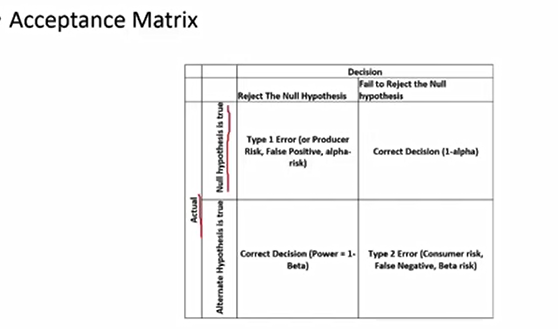 Acceptance Matrix
Decision
Reject The Null Hypothesis
Fail to Reject the Null
hypothesis
Actual
Null hypothesis is true
Type 1 Error (or Producer
Risk, False Positive, alpha-
risk)
Correct Decision (1-alpha)
Alternate Hypothesis is true
Correct Decision (Power = 1-
Beta)
Type 2 Error (Consumer risk,
False Negative, Beta risk)